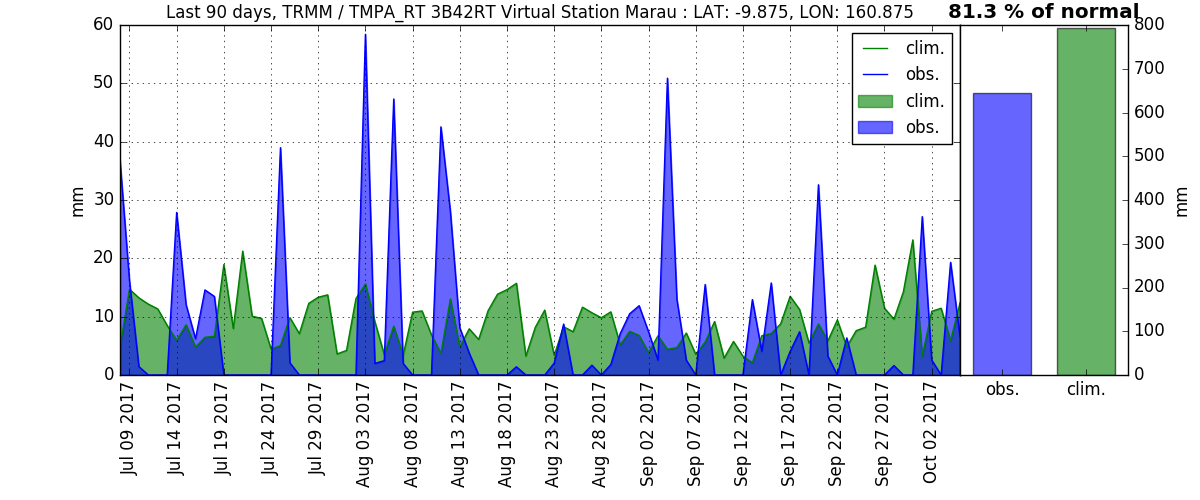 Last 90 days, TRMM / TMPA_RT 3B42RT Virtual Station Marau : LAT: -9.875, LON: 160.875
81.3 % of normal
60
50
40
30
20
10
0
mm
clim.
obs.
clim.
obs.
800
700
600
500
400
300
200
100
0
mm
obs.
clim.
Jul 09 2017
Jul 14 2017
Jul 19 2017
Jul 24 2017
Jul 29 2017
Aug 03 2017
Aug 08 2017
Aug 13 2017
Aug 18 2017
Aug 23 2017
Aug 28 2017
Sep 02 2017
Sep 07 2017
Sep 12 2017
Sep 17 2017
Sep 22 2017
Sep 27 2017
Oct 02 2017